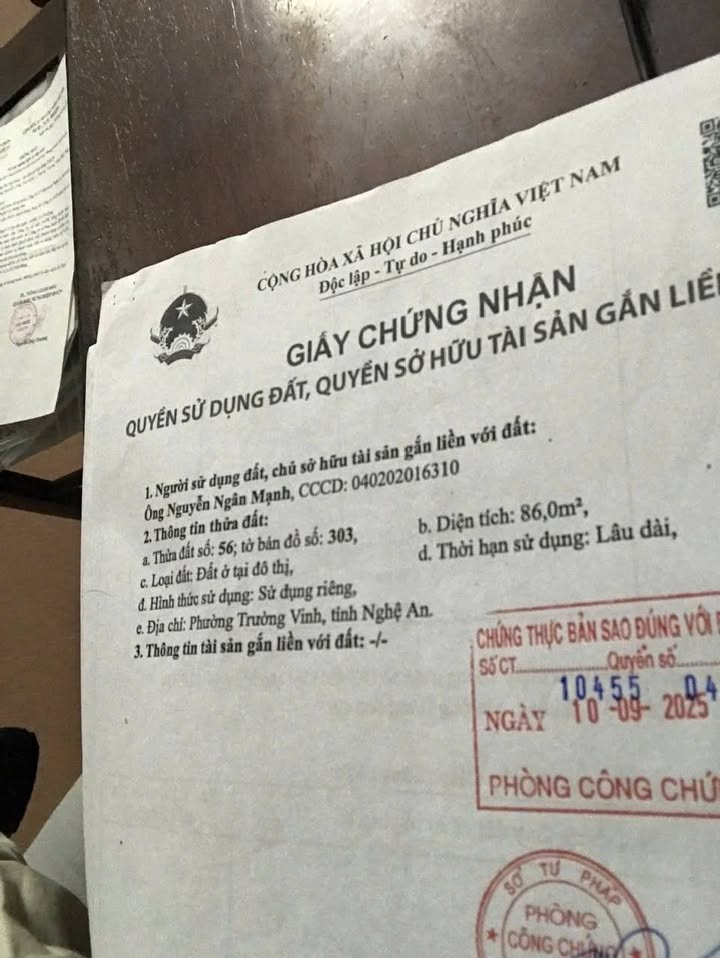 CỘNG HÒA XÃ HỘI CHỦ NGHĨA VIỆT NAM
Độc lập - Tự do - Hạnh phúc
GIẤY CHỨNG NHẬN
QUYỀN SỬ DỤNG ĐẤT, QUYỀN SỞ HỮU TÀI SẢN GẮN LIỀN
1. Người sử dụng đất, chủ sở hữu tài sản gắn liền với đất:
Ông Nguyễn Ngân Mạnh, CCCD: 040202016310
2. Thông tin thửa đất:
a. Thửa đất số: 56; tờ bản đồ số: 303,
b. Diện tích: 86,0m²,
c. Loại đất: Đất ở tại đô thị,
d. Thời hạn sử dụng: Lâu dài,
đ. Hình thức sử dụng: Sử dụng riêng,
e. Địa chỉ: Phường Trường Vinh, tỉnh Nghệ An.
3. Thông tin tài sản gắn liền với đất: -/-
CHỨNG THỰC BẢN SAO ĐÚNG VỚI
Số CT.................Quyển số.........
10455 04
NGÀY 10 -09- 2025
PHÒNG CÔNG CHỨ
SỞ TƯ PHÁP
PHÒNG
CÔNG CHỨNG